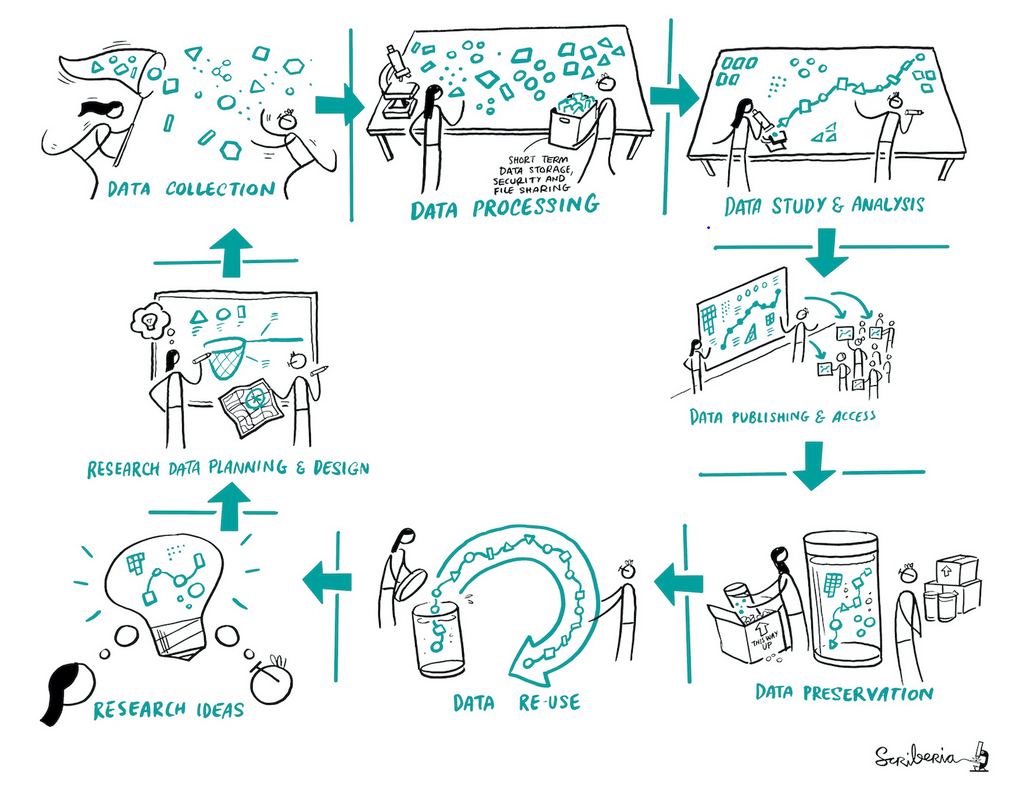 DATA COLLECTION
SHORT TERM
DATA STORAGE,
SECURITY AND
FILE SHARING
DATA PROCESSING
DATA STUDY & ANALYSIS
RESEARCH DATA PLANNING & DESIGN
DATA PUBLISHING & ACCESS
RESEARCH IDEAS
DATA RE-USE
THIS WAY
UP
DATA PRESERVATION
Scriberia